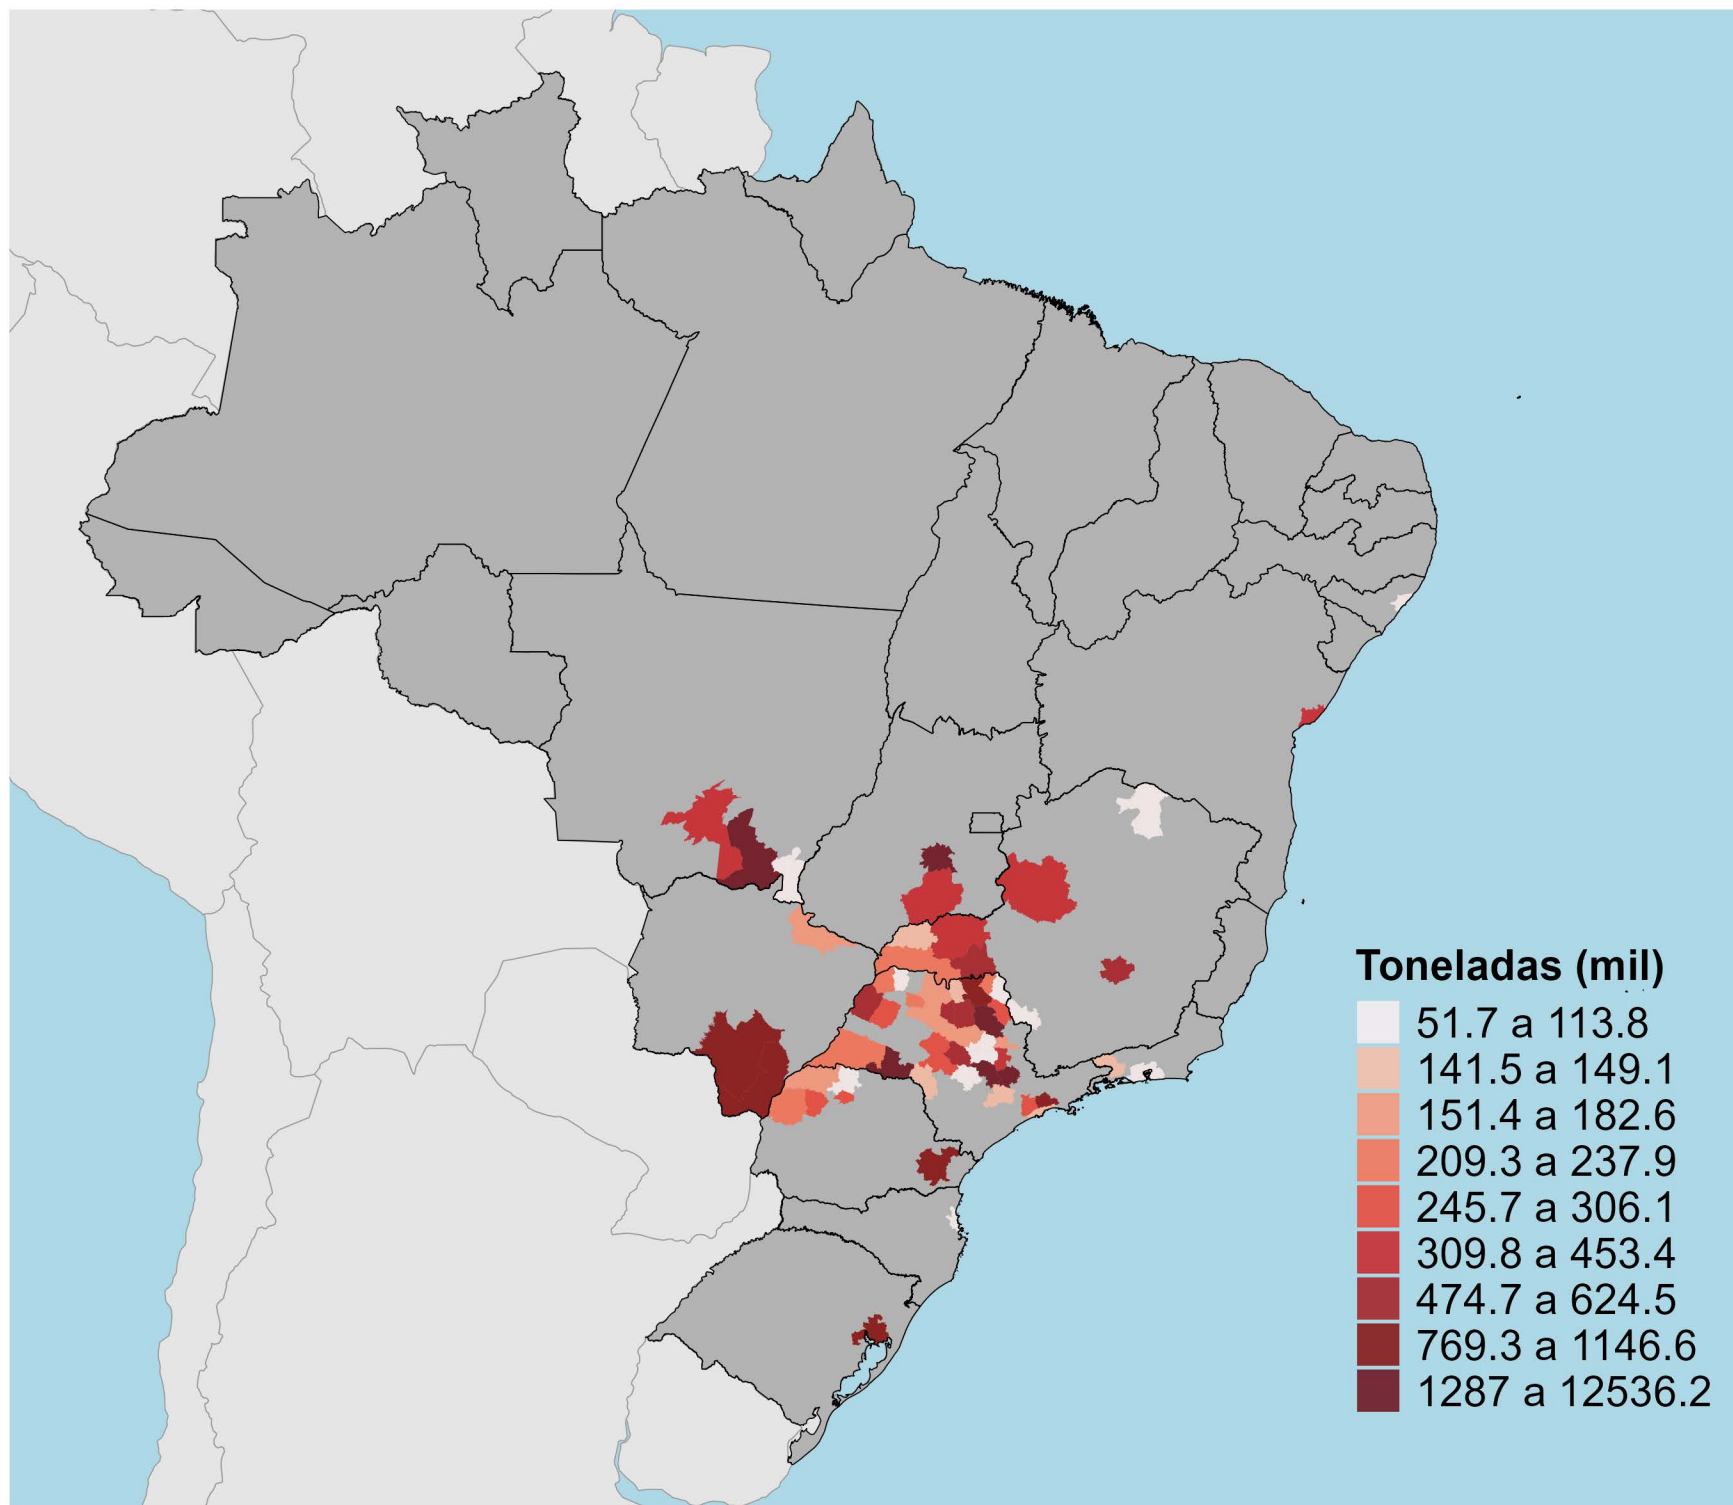 Toneladas (mil)
51.7 a 113.8
141.5 a 149.1
151.4 a 182.6
209.3 a 237.9
245.7 a 306.1
309.8 a 453.4
474.7 a 624.5
769.3 a 1146.6
1287 a 12536.2